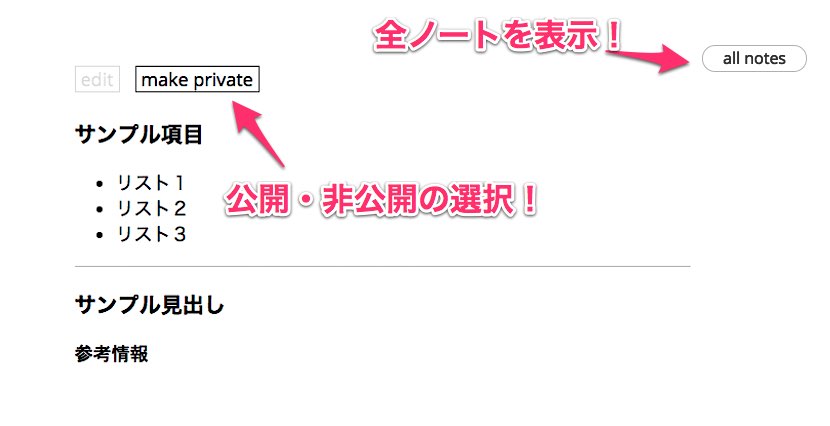 全ノートを表示！
all notes
edit
make private
サンプル項目
• リスト１
• リスト２
• リスト３
公開・非公開の選択！
サンプル見出し
参考情報